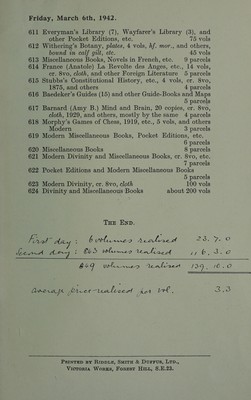 Friday, March 6th, 1942.
611 Everyman's Library (7), Wayfarer's Library (3), and
other Pocket Editions, etc. 75 vols
612 Withering's Botany, plates, 4 vols, hf. mor., and others,
bound in calf gilt, etc. 45 vols
613 Miscellaneous Books, Novels in French, etc. 9 parcels
614 France (Anatole) La Revolte des Anges, etc., 14 vols,
cr. 8vo, cloth, and other Foreign Literature 5 parcels
615 Stubbs's Constitutional History, etc., 4 vols, cr. 8vo,
1875, and others 4 parcels
616 Baedeker's Guides (15) and other Guide-Books and Maps
5 parcels
617 Barnard (Amy B.) Mind and Brain, 20 copies, cr. 8vo,
cloth, 1929, and others, mostly by the same 4 parcels
618 Morphy's Games of Chess, 1919, etc., 5 vols, and others
Modern 3 parcels
619 Modern Miscellaneous Books, Pocket Editions, etc.
6 parcels
620 Miscellaneous Books 8 parcels
621 Modern Divinity and Miscellaneous Books, cr. 8vo, etc.
7 parcels
622 Pocket Editions and Modern Miscellaneous Books
5 parcels
623 Modern Divinity, cr. 8vo, cloth 100 vols
624 Divinity and Miscellaneous Books about 200 vols
The End.
First day : 6 volumes realised 23. 7. 0
Second day : 863 volumes realised 116. 3. 0
869 volumes realised 139. 10. 0
average price realised per vol. 3.3
Printed by Riddle, Smith & Duffus, Ltd.,
Victoria Works, Forest Hill, S.E.23.